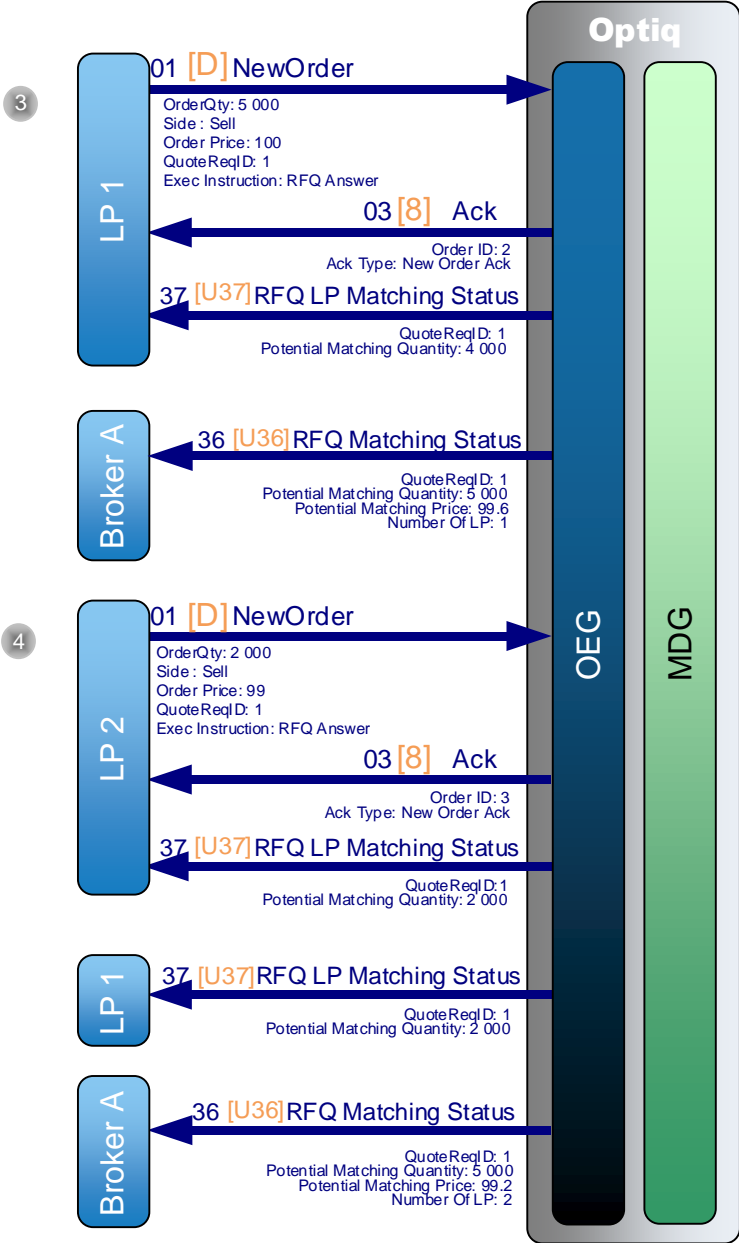 Optiq
3
LP 1
01 [D] NewOrder
OrderQty: 5 000
Side : Sell
Order Price: 100
QuoteReqID: 1
Exec Instruction: RFQ Answer
03 [8] Ack
Order ID: 2
Ack Type: New Order Ack
37 [U37] RFQ LP Matching Status
QuoteReqID: 1
Potential Matching Quantity: 4 000
Broker A
36 [U36] RFQ Matching Status
QuoteReqID: 1
Potential Matching Quantity: 5 000
Potential Matching Price: 99.6
Number Of LP: 1
4
LP 2
01 [D] NewOrder
OrderQty: 2 000
Side : Sell
Order Price: 99
QuoteReqID: 1
Exec Instruction: RFQ Answer
OEG
MDG
03 [8] Ack
Order ID: 3
Ack Type: New Order Ack
37 [U37] RFQ LP Matching Status
QuoteReqID:1
Potential Matching Quantity: 2 000
LP 1
37 [U37] RFQ LP Matching Status
QuoteReqID: 1
Potential Matching Quantity: 2 000
Broker A
36 [U36] RFQ Matching Status
QuoteReqID: 1
Potential Matching Quantity: 5 000
Potential Matching Price: 99.2
Number Of LP: 2